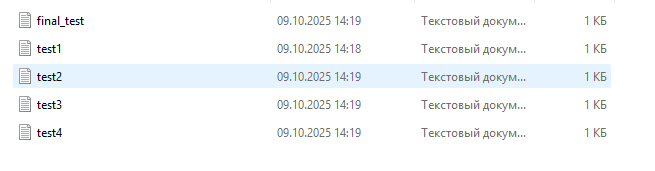 final_test 09.10.2025 14:19 Текстовый докум... 1 КБ
test1 09.10.2025 14:18 Текстовый докум... 1 КБ
test2 09.10.2025 14:19 Текстовый докум... 1 КБ
test3 09.10.2025 14:19 Текстовый докум... 1 КБ
test4 09.10.2025 14:19 Текстовый докум... 1 КБ